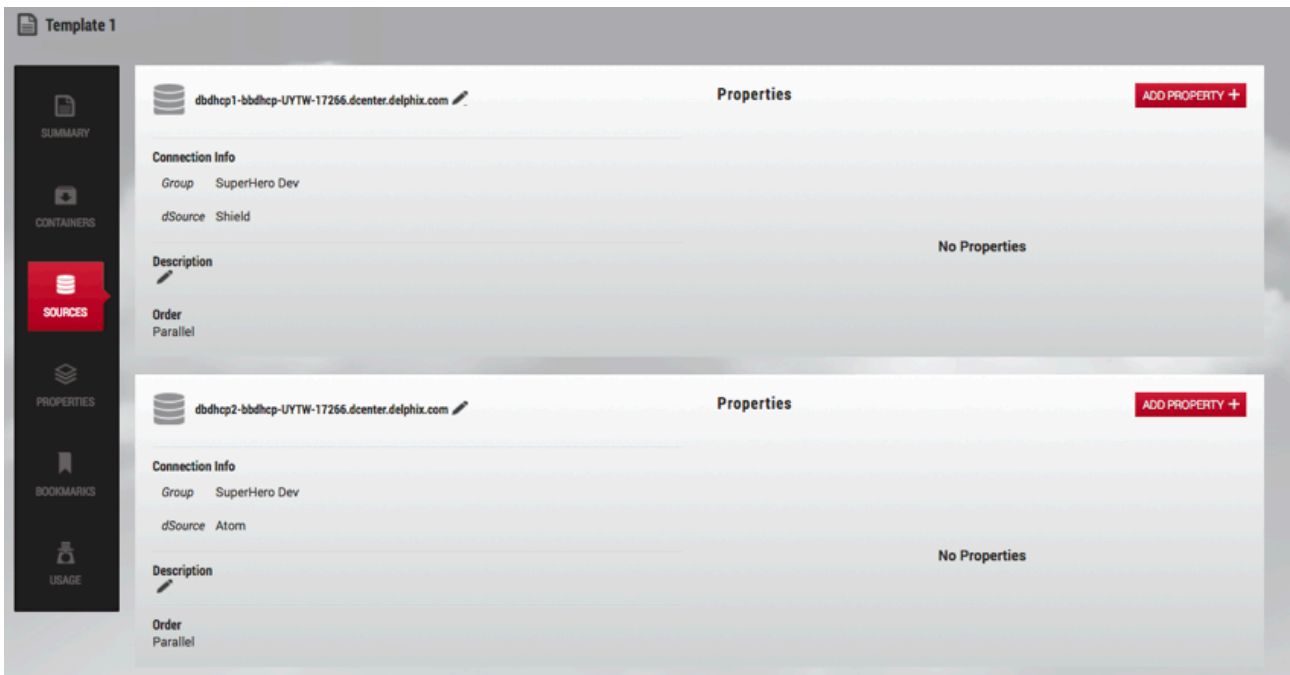 Template 1
SUMMARY
CONTAINERS
SOURCES
PROPERTIES
BOOKMARKS
USAGE
dbdhcp1-bbdhcp-UYTW-17266.dcenter.delphix.com
Properties
ADD PROPERTY +
Connection Info
Group SuperHero Dev
dSource Shield
No Properties
Description
Order
Parallel
dbdhcp2-bbdhcp-UYTW-17266.dcenter.delphix.com
Properties
ADD PROPERTY +
Connection Info
Group SuperHero Dev
dSource Atom
No Properties
Description
Order
Parallel